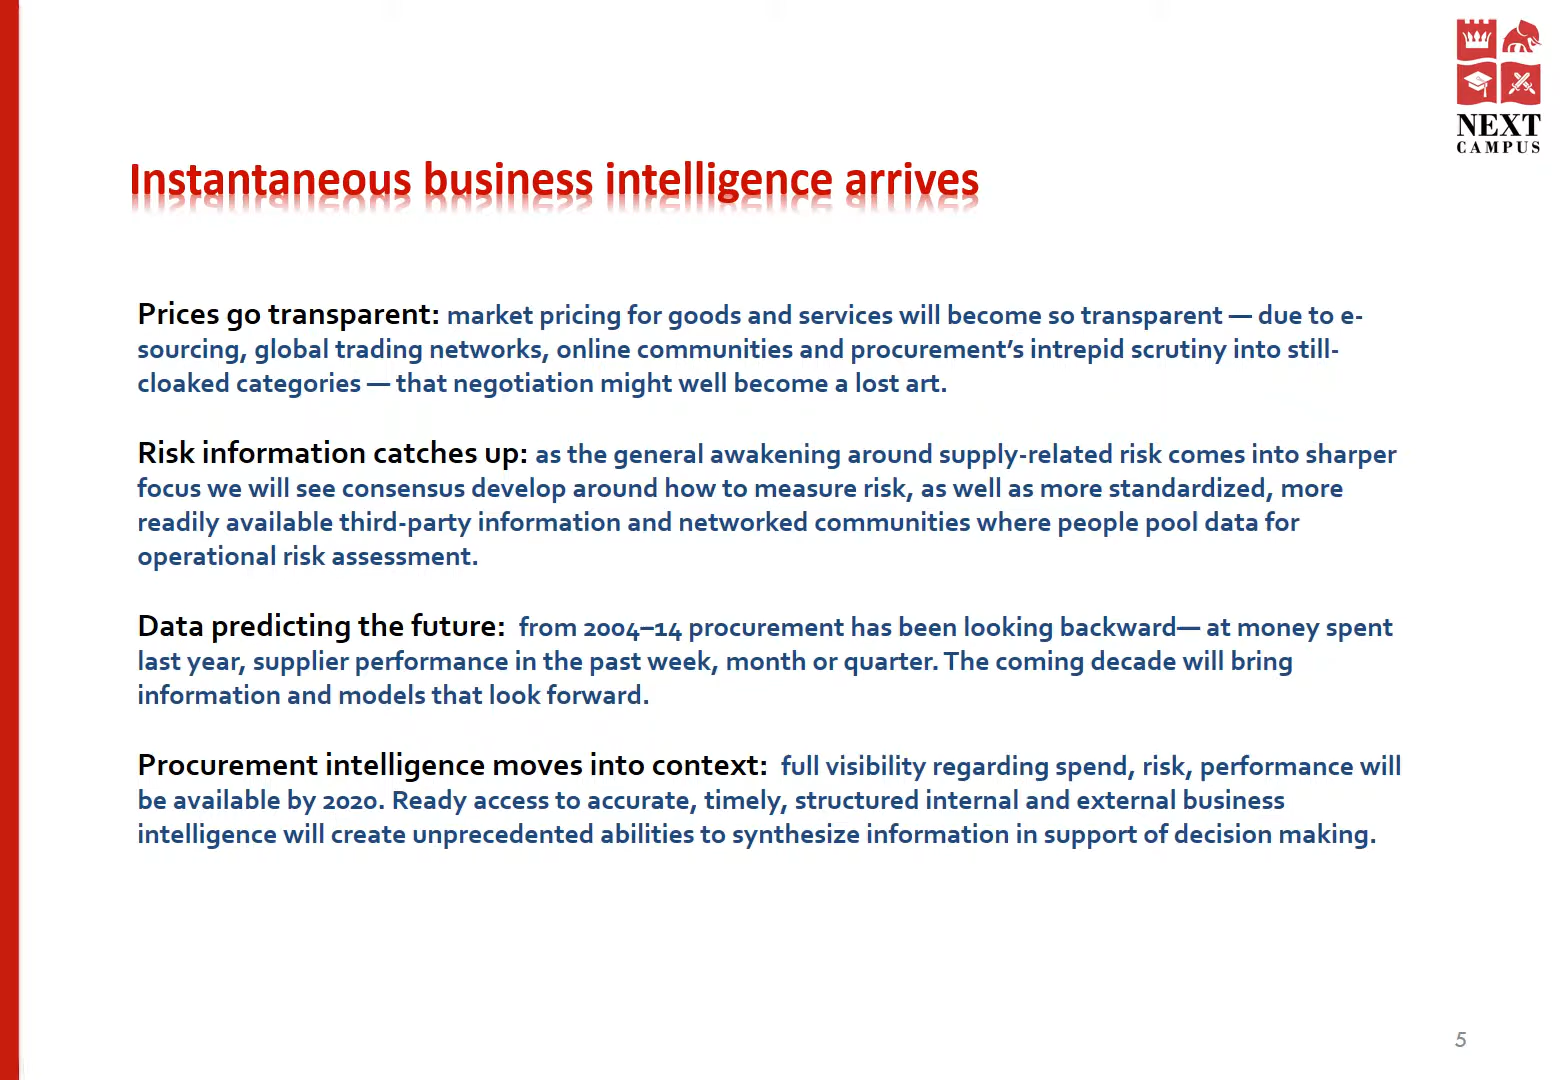 NEXT
CAMPUS
Instantaneous business intelligence arrives
Prices go transparent: market pricing for goods and services will become so transparent — due to e-
sourcing, global trading networks, online communities and procurement's intrepid scrutiny into still-
cloaked categories — that negotiation might well become a lost art.
Risk information catches up: as the general awakening around supply-related risk comes into sharper
focus we will see consensus develop around how to measure risk, as well as more standardized, more
readily available third-party information and networked communities where people pool data for
operational risk assessment.
Data predicting the future: from 2004–14 procurement has been looking backward— at money spent
last year, supplier performance in the past week, month or quarter. The coming decade will bring
information and models that look forward.
Procurement intelligence moves into context: full visibility regarding spend, risk, performance will
be available by 2020. Ready access to accurate, timely, structured internal and external business
intelligence will create unprecedented abilities to synthesize information in support of decision making.
5